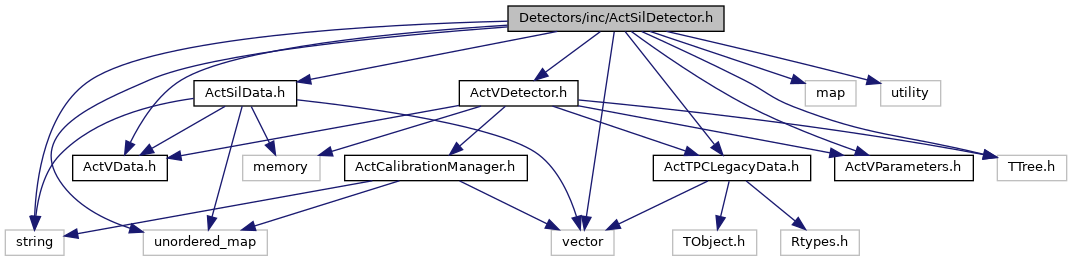 Detectors/inc/ActSilDetector.h
ActSilData.h
ActVDetector.h
map
utility
ActVData.h
memory
ActCalibrationManager.h
ActTPCLegacyData.h
ActVParameters.h
TTree.h
string
unordered_map
vector
TObject.h
Rtypes.h